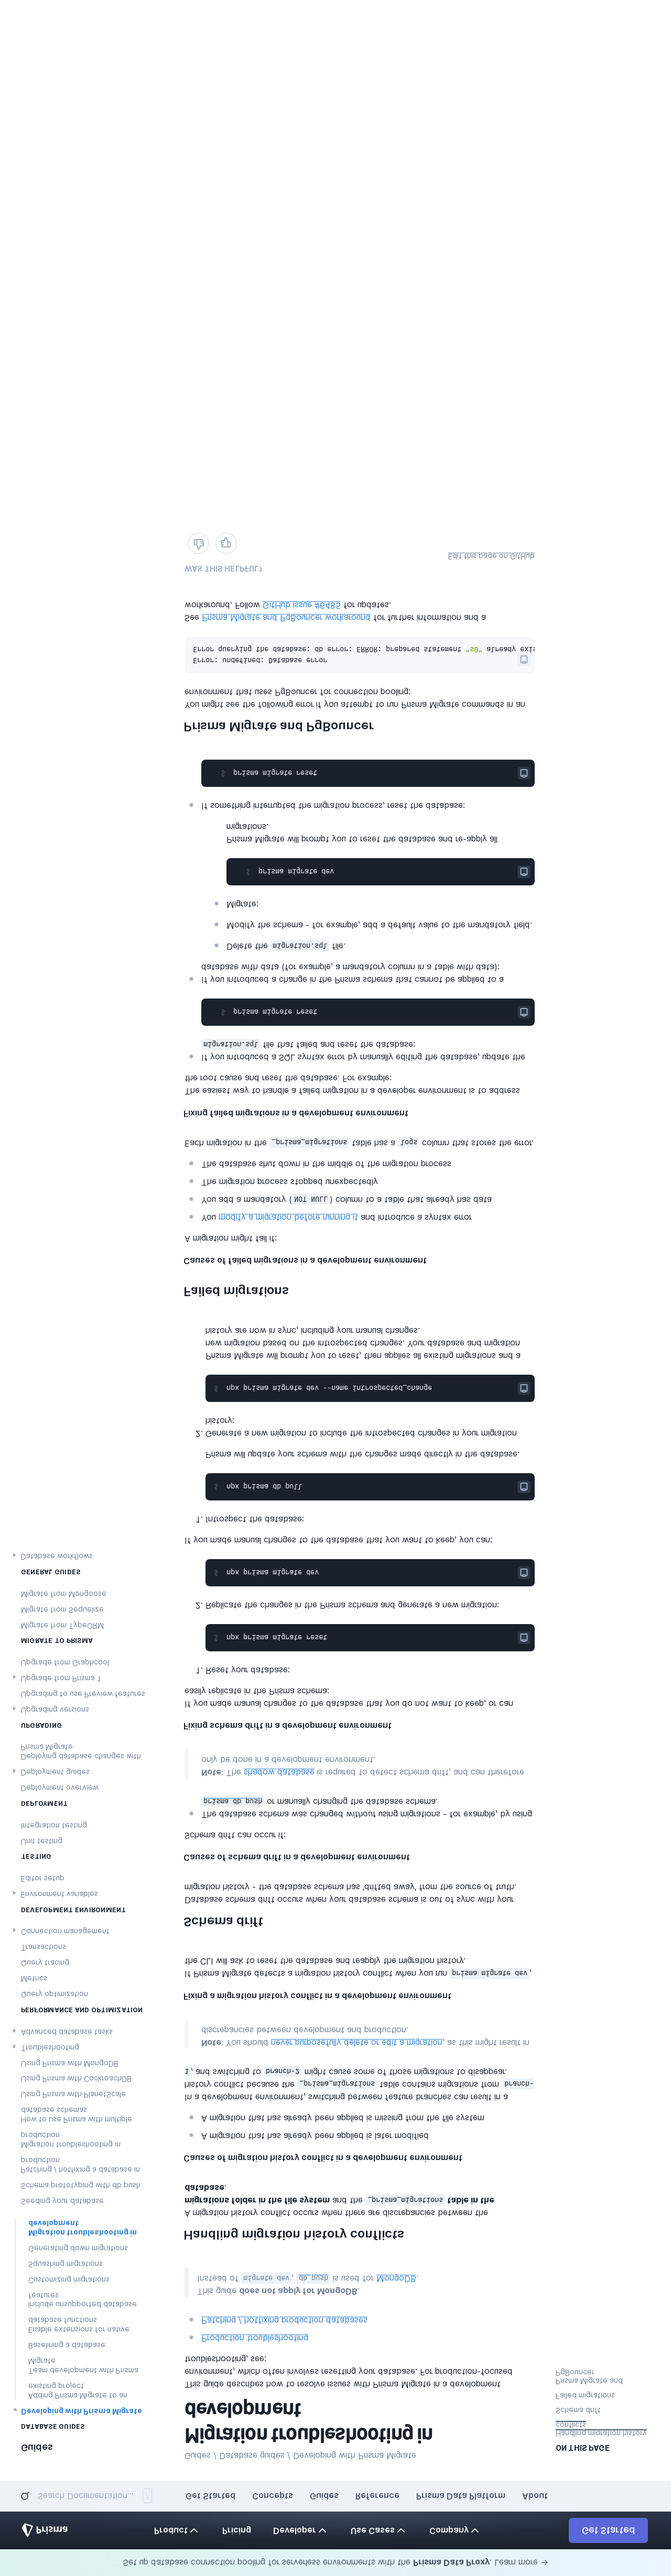 Set up database connection pooling for serverless environments with the Prisma Data Proxy. Learn more →
Prisma
Product
Pricing
Developer
Use Cases
Company
Get Started
Search Documentation...
/
Get Started
Concepts
Guides
Reference
Prisma Data Platform
About
Guides
DATABASE GUIDES
Developing with Prisma Migrate
Adding Prisma Migrate to an
existing project
Team development with Prisma
Migrate
Baselining a database
Enable extensions for native
database functions
Include unsupported database
features
Customizing migrations
Squashing migrations
Generating down migrations
Migration troubleshooting in
development
Seeding your database
Schema prototyping with db push
Patching / hotfixing a database in
production
Migration troubleshooting in
production
How to use Prisma with multiple
database schemas
Using Prisma with PlanetScale
Using Prisma with CockroachDB
Using Prisma with MongoDB
Troubleshooting
Advanced database tasks
PERFORMANCE AND OPTIMIZATION
Query optimization
Metrics
Query tracing
Transactions
Connection management
DEVELOPMENT ENVIRONMENT
Environment variables
Editor setup
TESTING
Unit testing
Integration testing
DEPLOYMENT
Deployment overview
Deployment guides
Deploying database changes with
Prisma Migrate
UPGRADING
Upgrading versions
Upgrading to use Preview features
Upgrade from Prisma 1
Upgrade from Graphcool
MIGRATE TO PRISMA
Migrate from TypeORM
Migrate from Sequelize
Migrate from Mongoose
GENERAL GUIDES
Database workflows
Guides / Database guides / Developing with Prisma Migrate
Migration troubleshooting in
development
This guide describes how to resolve issues with Prisma Migrate in a development
environment, which often involves resetting your database. For production-focused
troubleshooting, see:
Production troubleshooting
Patching / hotfixing production databases
This guide does not apply for MongoDB.
Instead of migrate dev, db push is used for MongoDB.
Handling migration history conflicts
A migration history conflict occurs when there are discrepancies between the
migrations folder in the file system and the _prisma_migrations table in the
database.
Causes of migration history conflict in a development environment
A migration that has already been applied is later modified
A migration that has already been applied is missing from the file system
In a development environment, switching between feature branches can result in a
history conflict because the _prisma_migrations table contains migrations from branch-
1, and switching to branch-2 might cause some of those migrations to disappear.
Note: You should never purposefully delete or edit a migration, as this might result in
discrepancies between development and production.
Fixing a migration history conflict in a development environment
If Prisma Migrate detects a migration history conflict when you run prisma migrate dev,
the CLI will ask to reset the database and reapply the migration history.
Schema drift
Database schema drift occurs when your database schema is out of sync with your
migration history - the database schema has 'drifted away' from the source of truth.
Causes of schema drift in a development environment
Schema drift can occur if:
The database schema was changed without using migrations - for example, by using
prisma db push or manually changing the database schema.
Note: The shadow database is required to detect schema drift, and can therefore
only be done in a development environment.
Fixing schema drift in a development environment
If you made manual changes to the database that you do not want to keep, or can
easily replicate in the Prisma schema:
1. Reset your database:
$ npx prisma migrate reset
2. Replicate the changes in the Prisma schema and generate a new migration:
$ npx prisma migrate dev
If you made manual changes to the database that you want to keep, you can:
1. Introspect the database:
$ npx prisma db pull
Prisma will update your schema with the changes made directly in the database.
2. Generate a new migration to include the introspected changes in your migration
history:
$ npx prisma migrate dev --name introspected_change
Prisma Migrate will prompt you to reset, then applies all existing migrations and a
new migration based on the introspected changes. Your database and migration
history are now in sync, including your manual changes.
Failed migrations
Causes of failed migrations in a development environment
A migration might fail if:
You modify a migration before running it and introduce a syntax error
You add a mandatory (NOT NULL) column to a table that already has data
The migration process stopped unexpectedly
The database shut down in the middle of the migration process
Each migration in the _prisma_migrations table has a logs column that stores the error.
Fixing failed migrations in a development environment
The easiest way to handle a failed migration in a developer environment is to address
the root cause and reset the database. For example:
If you introduced a SQL syntax error by manually editing the database, update the
migration.sql file that failed and reset the database:
$ prisma migrate reset
If you introduced a change in the Prisma schema that cannot be applied to a
database with data (for example, a mandatory column in a table with data):
Delete the migration.sql file.
Modify the schema - for example, add a default value to the mandatory field.
Migrate:
$ prisma migrate dev
Prisma Migrate will prompt you to reset the database and re-apply all
migrations.
If something interrupted the migration process, reset the database:
$ prisma migrate reset
Prisma Migrate and PgBouncer
You might see the following error if you attempt to run Prisma Migrate commands in an
environment that uses PgBouncer for connection pooling:
Error: undefined: Database error
Error querying the database: db error: ERROR: prepared statement "s0" already exis
See Prisma Migrate and PgBouncer workaround for further information and a
workaround. Follow GitHub issue #6485 for updates.
WAS THIS HELPFUL?
Edit this page on GitHub
ON THIS PAGE
Handling migration history
conflicts
Schema drift
Failed migrations
Prisma Migrate and
PgBouncer